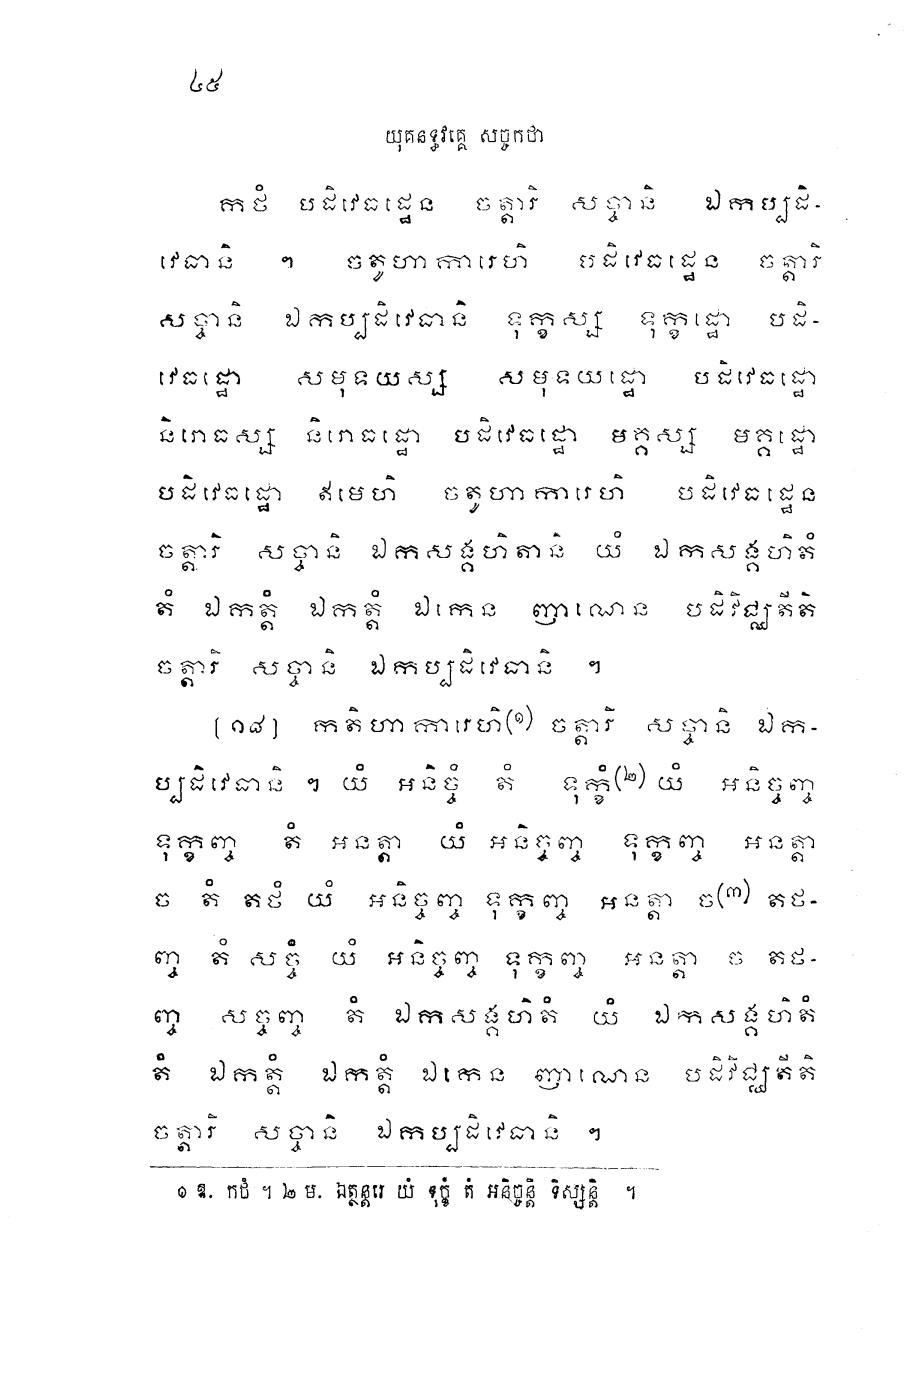 ៤៥
យុគនទ្ធវគ្គេ សច្ចកថា
កថំ បដិវេធដ្ឋេន ចត្តារិ សច្ចានិ ឯកប្បដិ-
វេធានិ ។ ចតូហាការេហិ បដិវេធដ្ឋេន ចត្តារិ
សច្ចានិ ឯកប្បដិវេធានិ ទុក្ខស្ស ទុក្ខដ្ឋោ បដិ-
វេធដ្ឋោ សមុទយស្ស សមុទយដ្ឋោ បដិវេធដ្ឋោ
និរោធស្ស និរោធដ្ឋោ បដិវេធដ្ឋោ មគ្គស្ស មគ្គដ្ឋោ
បដិវេធដ្ឋោ ឥមេហិ ចតូហាការេហិ បដិវេធដ្ឋេន
ចត្តារិ សច្ចានិ ឯកសង្គហិតានិ យំ ឯកសង្គហិតំ
តំ ឯកត្តំ ឯកត្តំ ឯកេន ញាណេន បដិវិជ្ឈតីតិ
ចត្តារិ សច្ចានិ ឯកប្បដិវេធានិ ។
[១៨] កតិហាការេហិ(១) ចត្តារិ សច្ចានិ ឯក-
ប្បដិវេធានិ ។ យំ អនិច្ចំ តំ ទុក្ខំ(២) យំ អនិច្ចញ្ច
ទុក្ខញ្ច តំ អនត្តា យំ អនិច្ចញ្ច ទុក្ខញ្ច អនត្តា
ច តំ តថំ យំ អនិច្ចញ្ច ទុក្ខញ្ច អនត្តា ច(៣) តថ-
ញ្ច តំ សច្ចំ យំ អនិច្ចញ្ច ទុក្ខញ្ច អនត្តា ច តថ-
ញ្ច សច្ចញ្ច តំ ឯកសង្គហិតំ យំ ឯកសង្គហិតំ
តំ ឯកត្តំ ឯកត្តំ ឯកេន ញាណេន បដិវិជ្ឈតីតិ
ចត្តារិ សច្ចានិ ឯកប្បដិវេធានិ ។
១ ឱ. កថំ ។ ២ ម. ឯត្ថន្តរេ យំ ទុក្ខំ តំ អនិច្ចន្តិ ទិស្សន្តិ ។